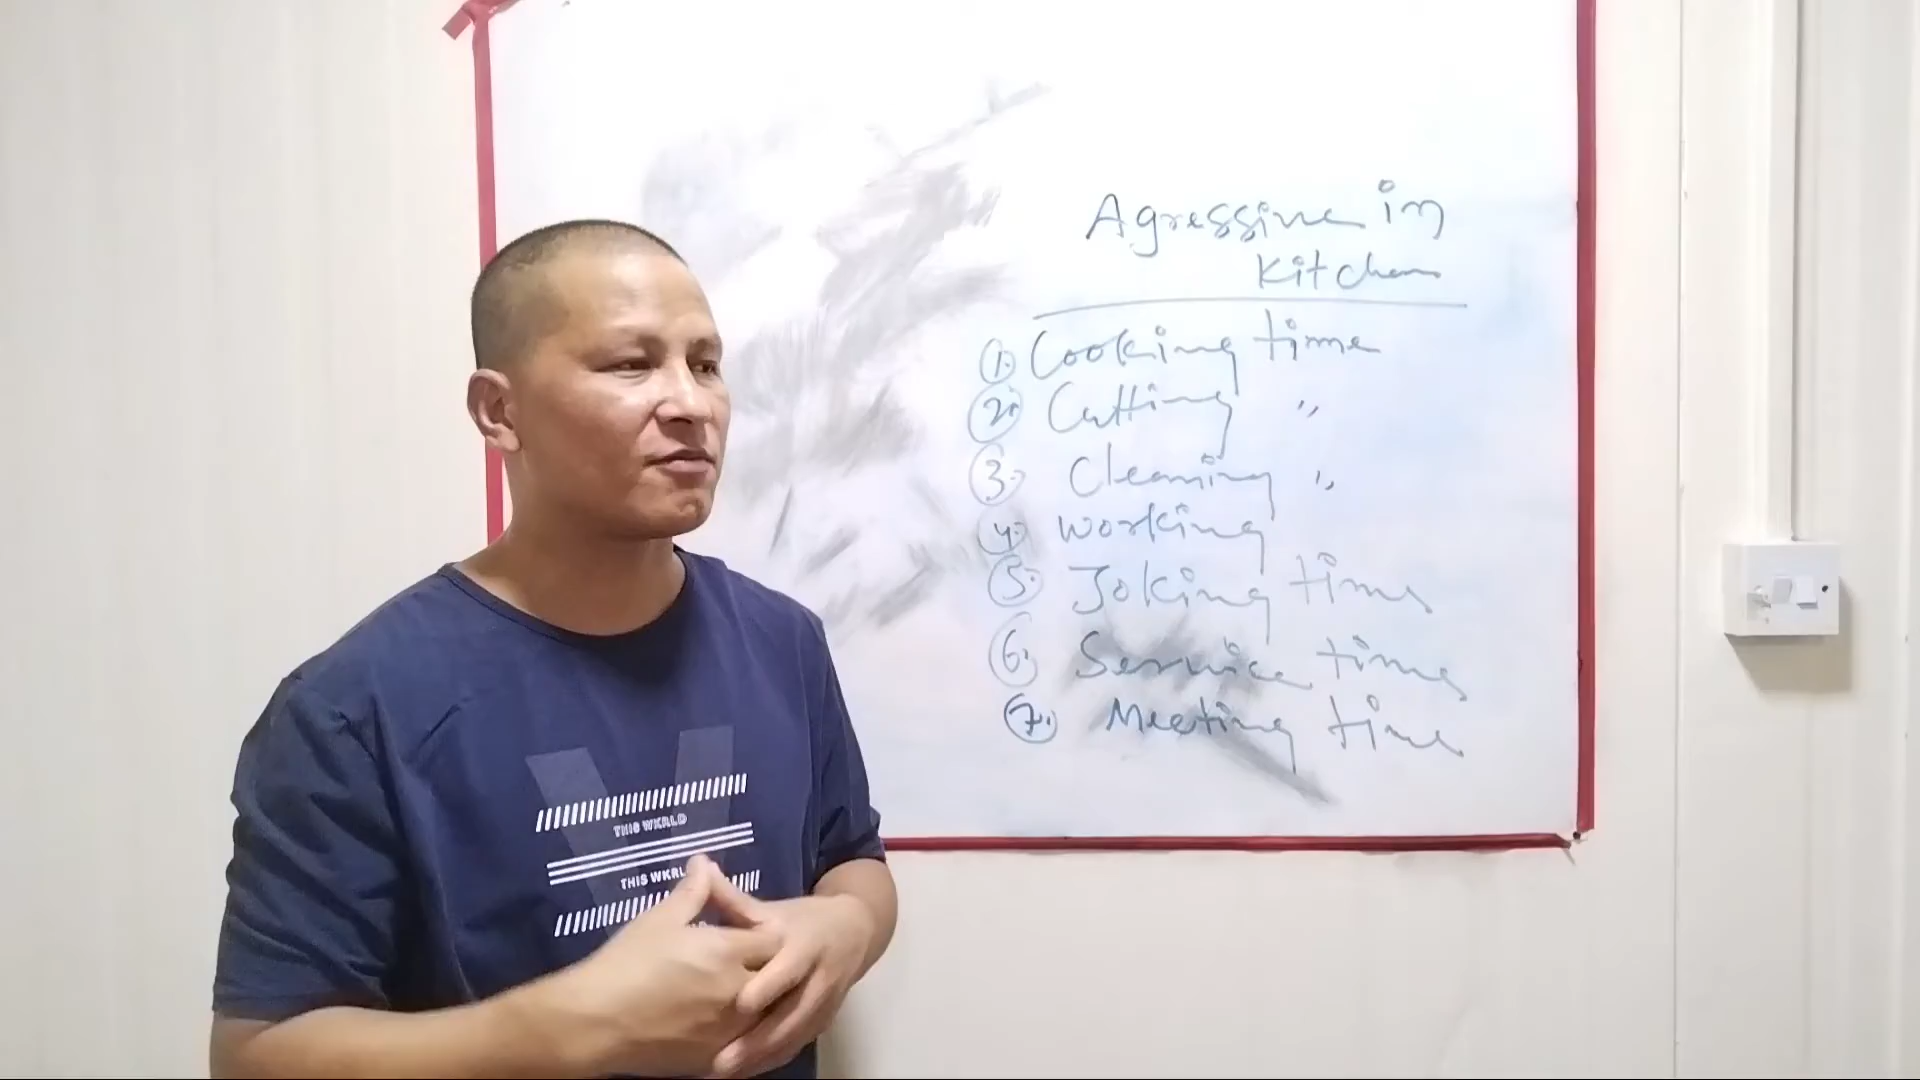 Agressive in
Kitchen
1. Cooking time
2. Cutting "
3. Cleaning "
4. Working
5. Joking time
6. Service time
7. Meeting time
THIS WKRLD
THIS WKRL